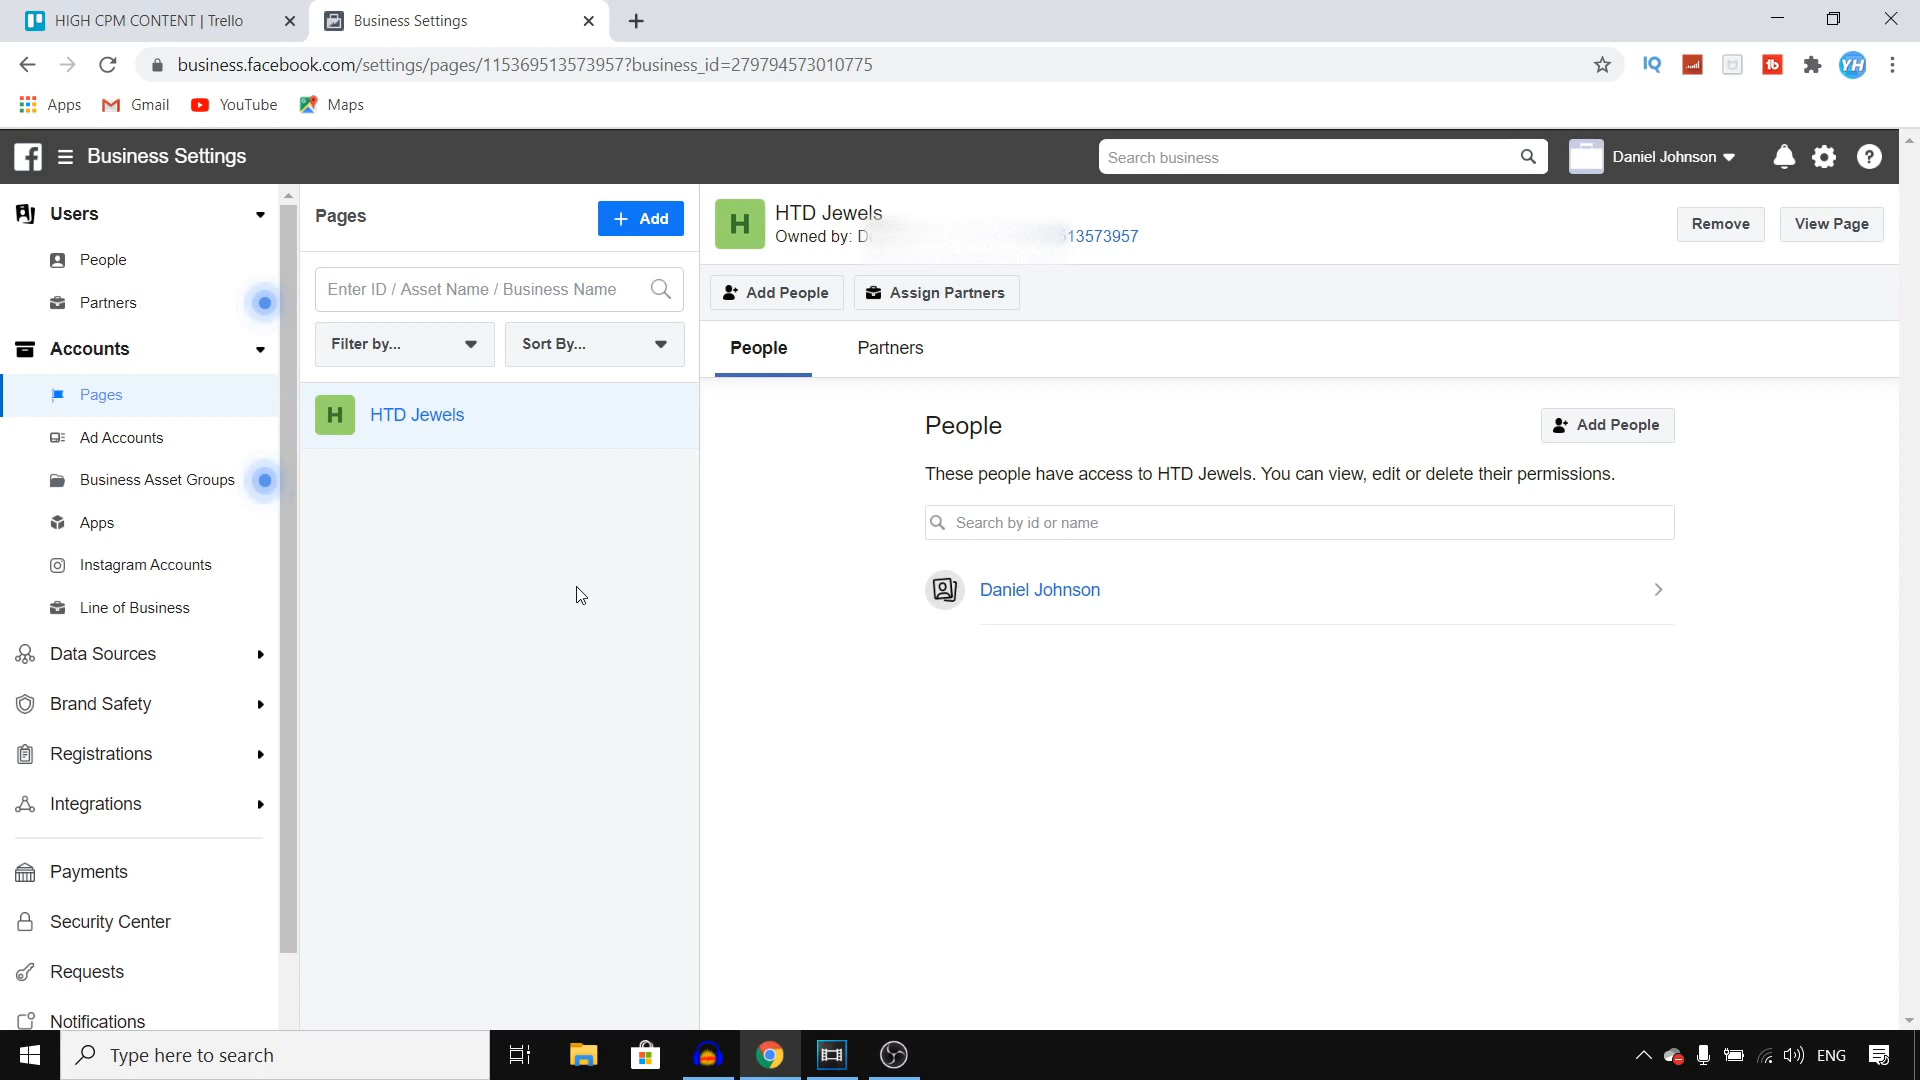 HIGH CPM CONTENT | Trello
Business Settings
business.facebook.com/settings/pages/115369513573957?business_id=279794573010775
IQ
tb
YH
Apps
Gmail
YouTube
Maps
Business Settings
Search business
Daniel Johnson
?
Users
People
Partners
Accounts
Pages
Ad Accounts
Business Asset Groups
Apps
Instagram Accounts
Line of Business
Data Sources
Brand Safety
Registrations
Integrations
Payments
Security Center
Requests
Notifications
Pages
+ Add
Enter ID / Asset Name / Business Name
Filter by...
Sort By...
H
HTD Jewels
H
HTD Jewels
Owned by: 13573957
Remove
View Page
Add People
Assign Partners
People
Partners
People
Add People
These people have access to HTD Jewels. You can view, edit or delete their permissions.
Search by id or name
Daniel Johnson
Type here to search
ENG